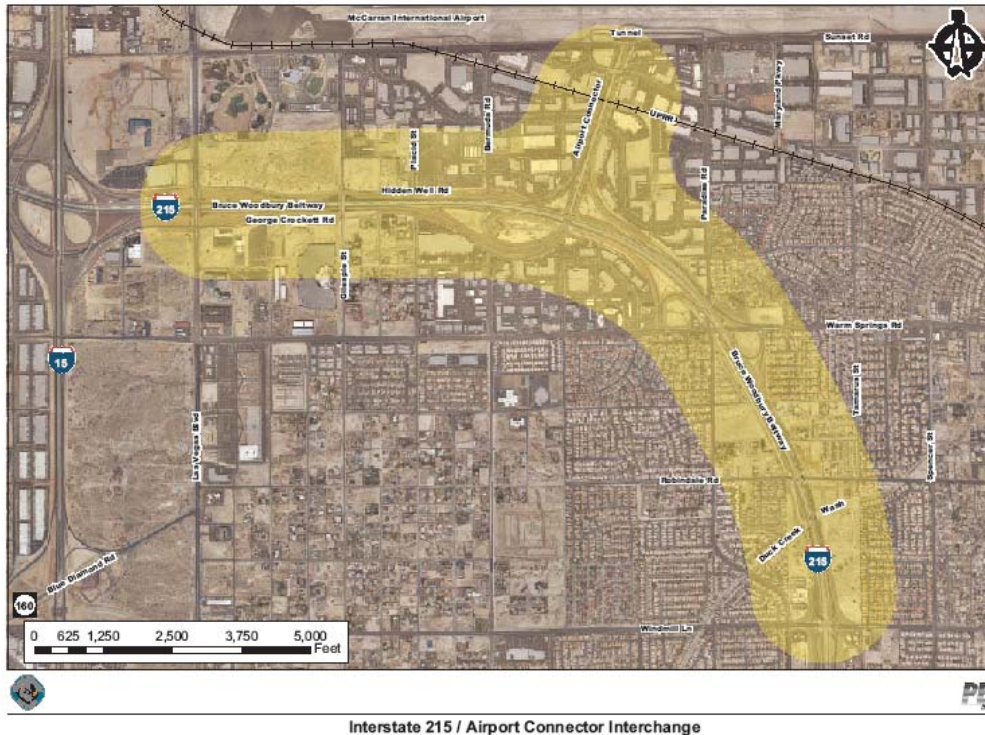 McCarran International Airport
Tunnel
Sunset Rd
Maryland Pkwy
Airport Connector
UPRR
Bermuda Rd
Placid St
Paradise Rd
Hidden Well Rd
215
Bruce Woodbury Beltway
George Crockett Rd
Gilespie St
Warm Springs Rd
15
Bruce Woodbury Beltway
Tamarus St
Las Vegas Blvd
Spencer St
Robindale Rd
Duck Creek Wash
215
Blue Diamond Rd
160
Windmill Ln
0 625 1,250 2,500 3,750 5,000
Feet
Interstate 215 / Airport Connector Interchange